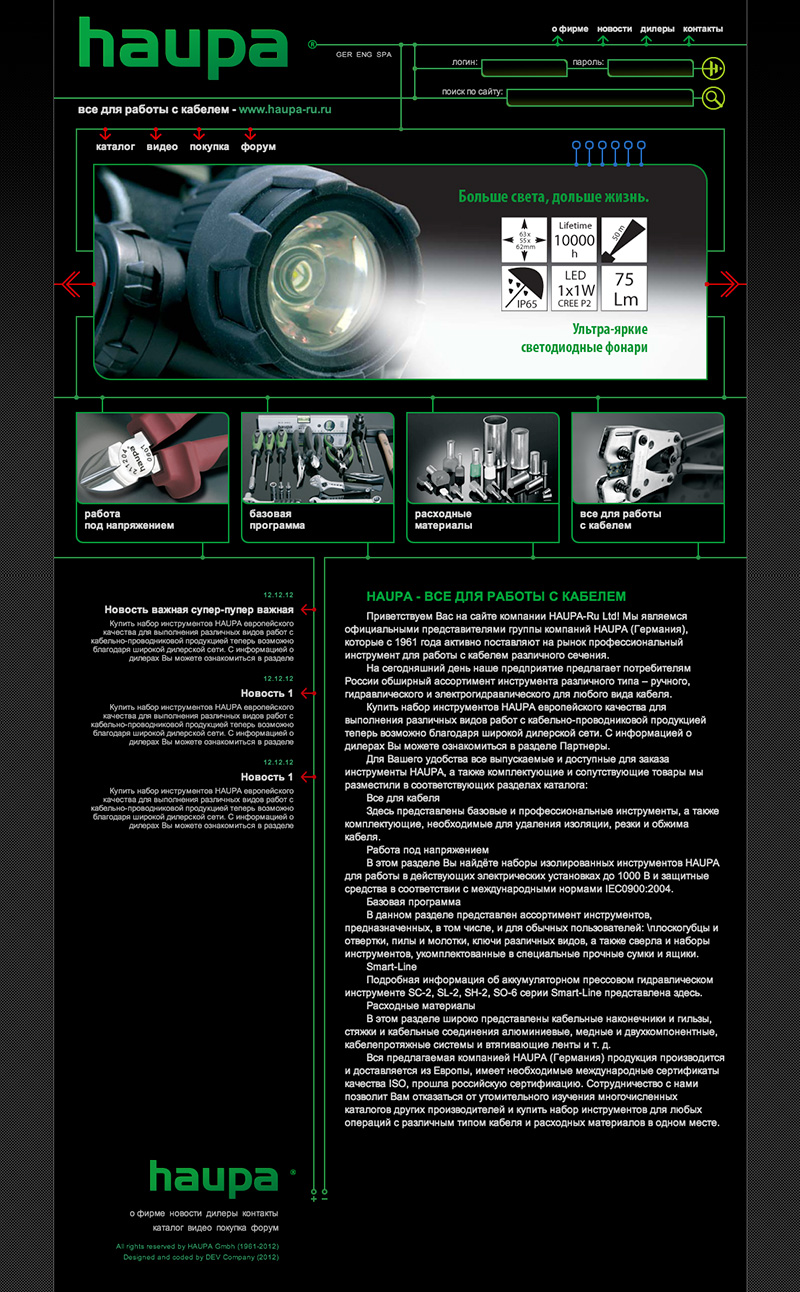 haupa ®
GER ENG SPA
о фирме новости дилеры контакты
логин:
пароль:
поиск по сайту:
все для работы с кабелем - www.haupa-ru.ru
каталог видео покупка форум
Больше света, дольше жизнь.
63x
55x
62mm
Lifetime
10000
h
50 m
IP65
LED
1x1W
CREE P2
75
Lm
Ультра-яркие
светодиодные фонари
haupa
работа
под напряжением
базовая
программа
расходные
материалы
все для работы
с кабелем
12.12.12
Новость важная супер-пупер важная
Купить набор инструментов HAUPA европейского
качества для выполнения различных видов работ с
кабельно-проводниковой продукцией теперь возможно
благодаря широкой дилерской сети. С информацией о
дилерах Вы можете ознакомиться в разделе
12.12.12
Новость 1
Купить набор инструментов HAUPA европейского
качества для выполнения различных видов работ с
кабельно-проводниковой продукцией теперь возможно
благодаря широкой дилерской сети. С информацией о
дилерах Вы можете ознакомиться в разделе
12.12.12
Новость 1
Купить набор инструментов HAUPA европейского
качества для выполнения различных видов работ с
кабельно-проводниковой продукцией теперь возможно
благодаря широкой дилерской сети. С информацией о
дилерах Вы можете ознакомиться в разделе
HAUPA - ВСЕ ДЛЯ РАБОТЫ С КАБЕЛЕМ
Приветствуем Вас на сайте компании HAUPA-Ru Ltd! Мы являемся
официальными представителями группы компаний HAUPA (Германия),
которые с 1961 года активно поставляют на рынок профессиональный
инструмент для работы с кабелем различного сечения.
На сегодняшний день наше предприятие предлагает потребителям
России обширный ассортимент инструмента различного типа – ручного,
гидравлического и электрогидравлического для любого вида кабеля.
Купить набор инструментов HAUPA европейского качества для
выполнения различных видов работ с кабельно-проводниковой продукцией
теперь возможно благодаря широкой дилерской сети. С информацией о
дилерах Вы можете ознакомиться в разделе Партнеры.
Для Вашего удобства все выпускаемые и доступные для заказа
инструменты HAUPA, а также комплектующие и сопутствующие товары мы
разместили в соответствующих разделах каталога:
Все для кабеля
Здесь представлены базовые и профессиональные инструменты, а также
комплектующие, необходимые для удаления изоляции, резки и обжима
кабеля.
Работа под напряжением
В этом разделе Вы найдёте наборы изолированных инструментов HAUPA
для работы в действующих электрических установках до 1000 В и защитные
средства в соответствии с международными нормами IEC0900:2004.
Базовая программа
В данном разделе представлен ассортимент инструментов,
предназначенных, в том числе, и для обычных пользователей: \плоскогубцы и
отвертки, пилы и молотки, ключи различных видов, а также сверла и наборы
инструментов, укомплектованные в специальные прочные сумки и ящики.
Smart-Line
Подробная информация об аккумуляторном прессовом гидравлическом
инструменте SC-2, SL-2, SH-2, SO-6 серии Smart-Line представлена здесь.
Расходные материалы
В этом разделе широко представлены кабельные наконечники и гильзы,
стяжки и кабельные соединения алюминиевые, медные и двухкомпонентные,
кабелепротяжные системы и втягивающие ленты и т. д.
Вся предлагаемая компанией HAUPA (Германия) продукция производится
и доставляется из Европы, имеет необходимые международные сертификаты
качества ISO, прошла российскую сертификацию. Сотрудничество с нами
позволит Вам отказаться от утомительного изучения многочисленных
каталогов других производителей и купить набор инструментов для любых
операций с различным типом кабеля и расходных материалов в одном месте.
haupa ®
о фирме новости дилеры контакты
каталог видео покупка форум
All rights reserved by HAUPA Gmbh (1961-2012)
Designed and coded by DEV Company (2012)